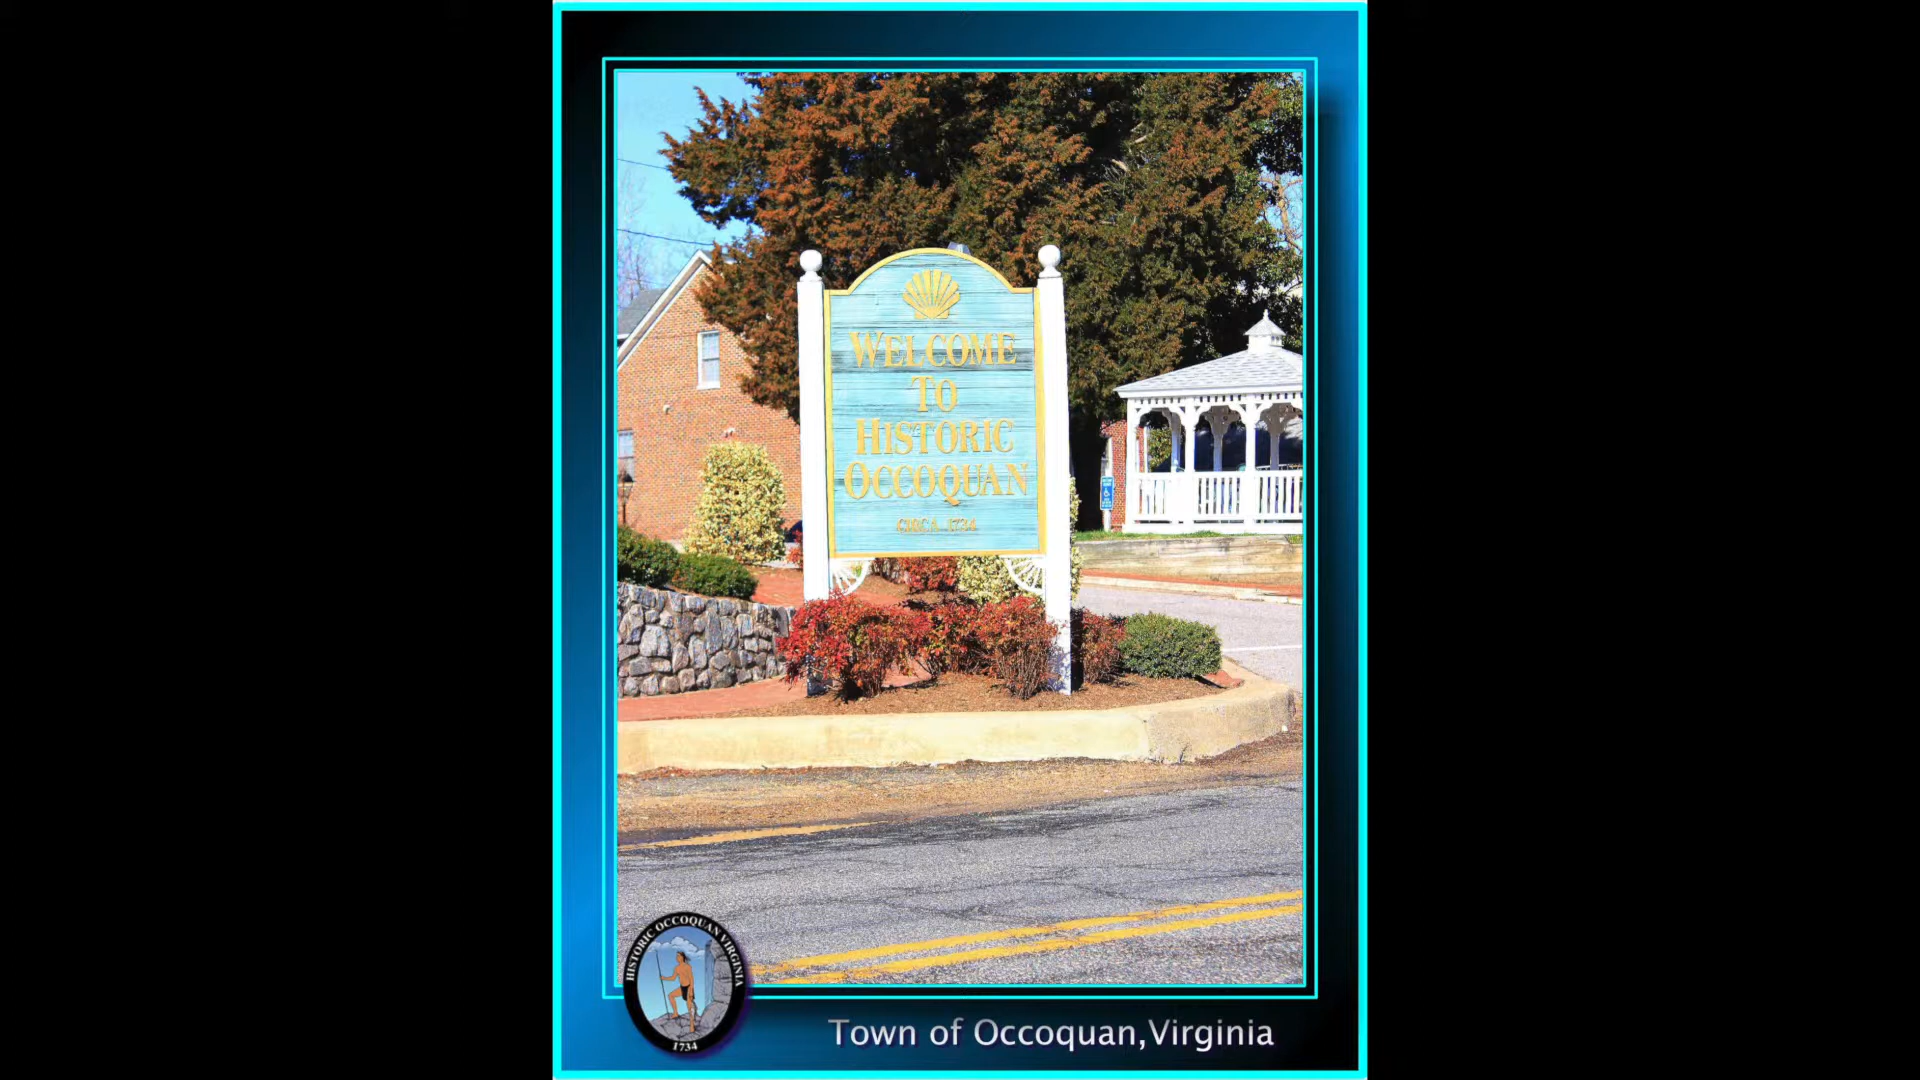 WELCOME
TO
HISTORIC
OCCOQUAN
CIRCA 1734
HISTORIC OCCOQUAN VIRGINIA
1734
Town of Occoquan,Virginia